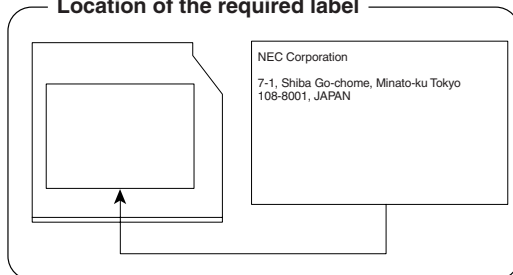 Location of the required label
NEC Corporation
7-1, Shiba Go-chome, Minato-ku Tokyo
108-8001, JAPAN